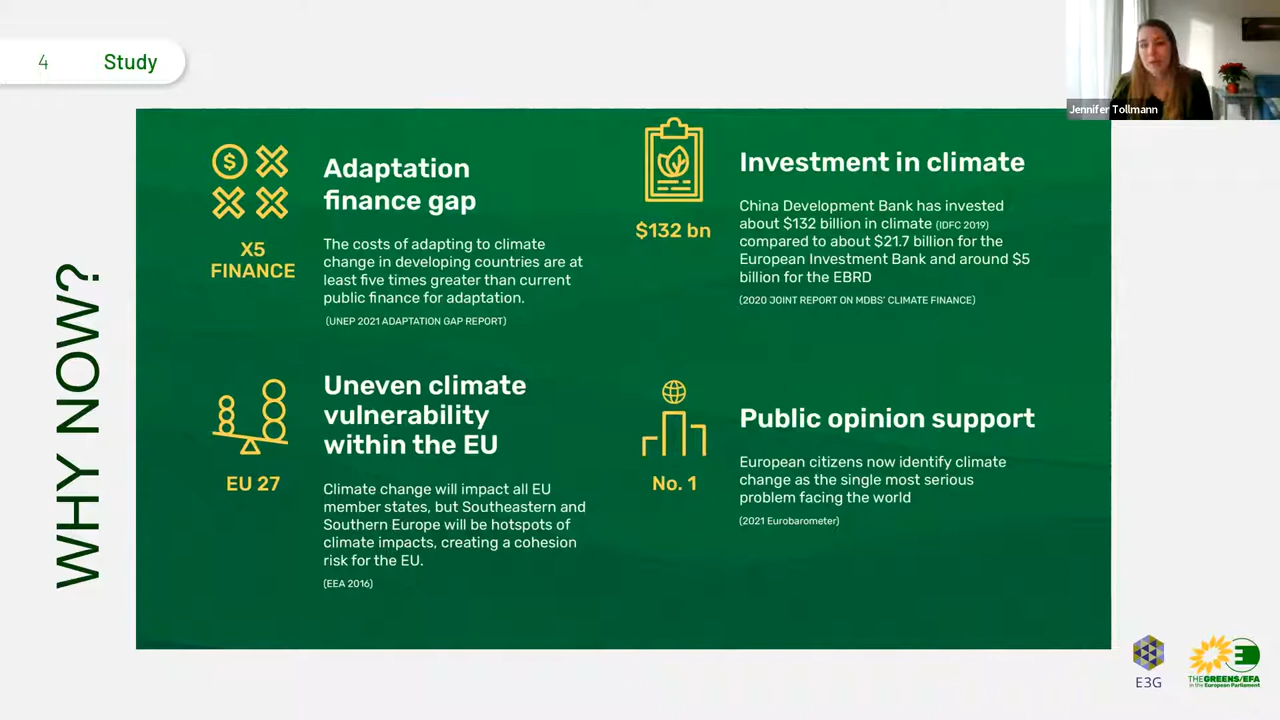 4 Study
Jennifer Tollmann
WHY NOW?
X5
FINANCE
Adaptation
finance gap
The costs of adapting to climate
change in developing countries are at
least five times greater than current
public finance for adaptation.
(UNEP 2021 ADAPTATION GAP REPORT)
$132 bn
Investment in climate
China Development Bank has invested
about $132 billion in climate (IDFC 2019)
compared to about $21.7 billion for the
European Investment Bank and around $5
billion for the EBRD
(2020 JOINT REPORT ON MDBS' CLIMATE FINANCE)
EU 27
Uneven climate
vulnerability
within the EU
Climate change will impact all EU
member states, but Southeastern and
Southern Europe will be hotspots of
climate impacts, creating a cohesion
risk for the EU.
(EEA 2016)
No. 1
Public opinion support
European citizens now identify climate
change as the single most serious
problem facing the world
(2021 Eurobarometer)
E3G
THE GREENS/EFA
in the European Parliament